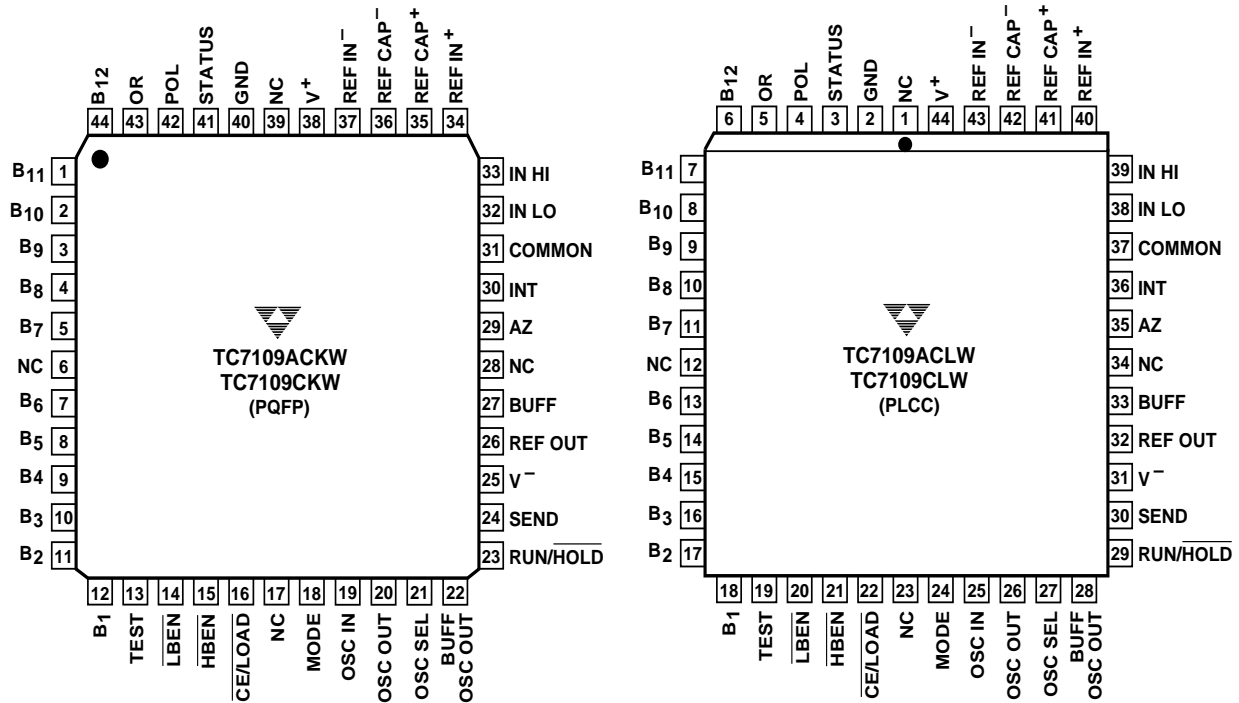 B12 OR POL STATUS GND NC V+ REF IN– REF CAP– REF CAP+ REF IN+
44 43 42 41 40 39 38 37 36 35 34
B11 1
B10 2
B9 3
B8 4
B7 5
NC 6
B6 7
B5 8
B4 9
B3 10
B2 11
TC7109ACKW
TC7109CKW
(PQFP)
33 IN HI
32 IN LO
31 COMMON
30 INT
29 AZ
28 NC
27 BUFF
26 REF OUT
25 V–
24 SEND
23 RUN/HOLD
12 13 14 15 16 17 18 19 20 21 22
B1 TEST LBEN HBEN CE/LOAD NC MODE OSC IN OSC OUT OSC SEL BUFF OSC OUT
B12 OR POL STATUS GND NC V+ REF IN– REF CAP– REF CAP+ REF IN+
6 5 4 3 2 1 44 43 42 41 40
B11 7
B10 8
B9 9
B8 10
B7 11
NC 12
B6 13
B5 14
B4 15
B3 16
B2 17
TC7109ACLW
TC7109CLW
(PLCC)
39 IN HI
38 IN LO
37 COMMON
36 INT
35 AZ
34 NC
33 BUFF
32 REF OUT
31 V–
30 SEND
29 RUN/HOLD
18 19 20 21 22 23 24 25 26 27 28
B1 TEST LBEN HBEN CE/LOAD NC MODE OSC IN OSC OUT OSC SEL BUFF OSC OUT